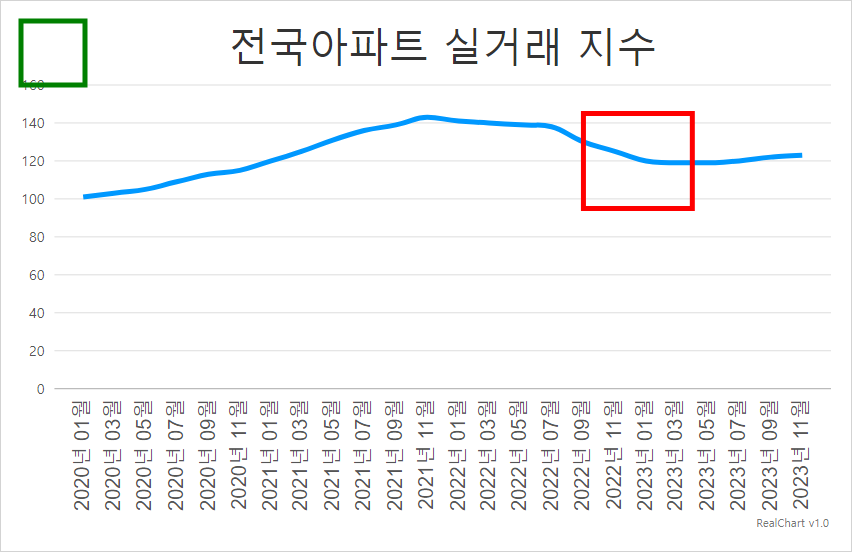 전국아파트 실거래 지수
160
140
120
100
80
60
40
20
0
2020년 01월
2020년 03월
2020년 05월
2020년 07월
2020년 09월
2020년 11월
2021년 01월
2021년 03월
2021년 05월
2021년 07월
2021년 09월
2021년 11월
2022년 01월
2022년 03월
2022년 05월
2022년 07월
2022년 09월
2022년 11월
2023년 01월
2023년 03월
2023년 05월
2023년 07월
2023년 09월
2023년 11월
RealChart v1.0